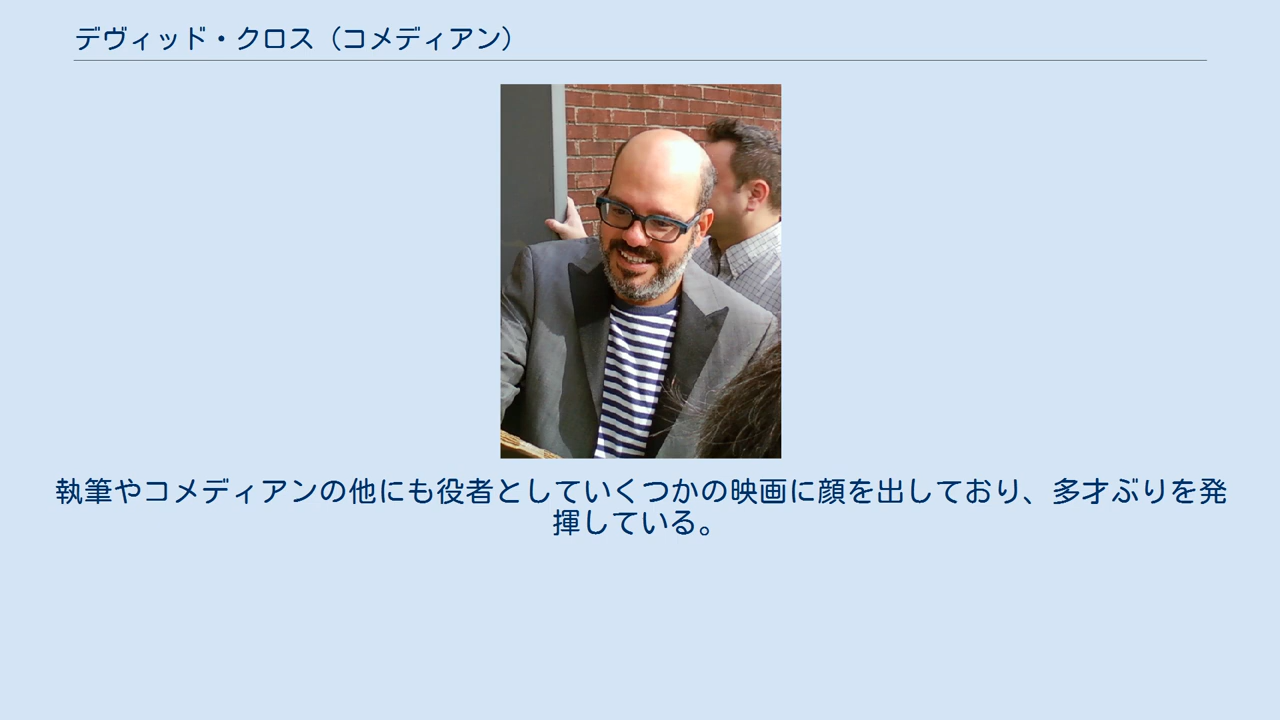 デヴィッド・クロス（コメディアン）
執筆やコメディアンの他にも役者としていくつかの映画に顔を出しており、多才ぶりを発
揮している。